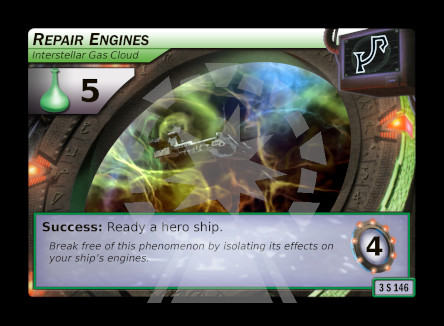 REPAIR ENGINES
Interstellar Gas Cloud
5
Success: Ready a hero ship.
Break free of this phenomenon by isolating its effects on
your ship's engines.
4
3 S 146